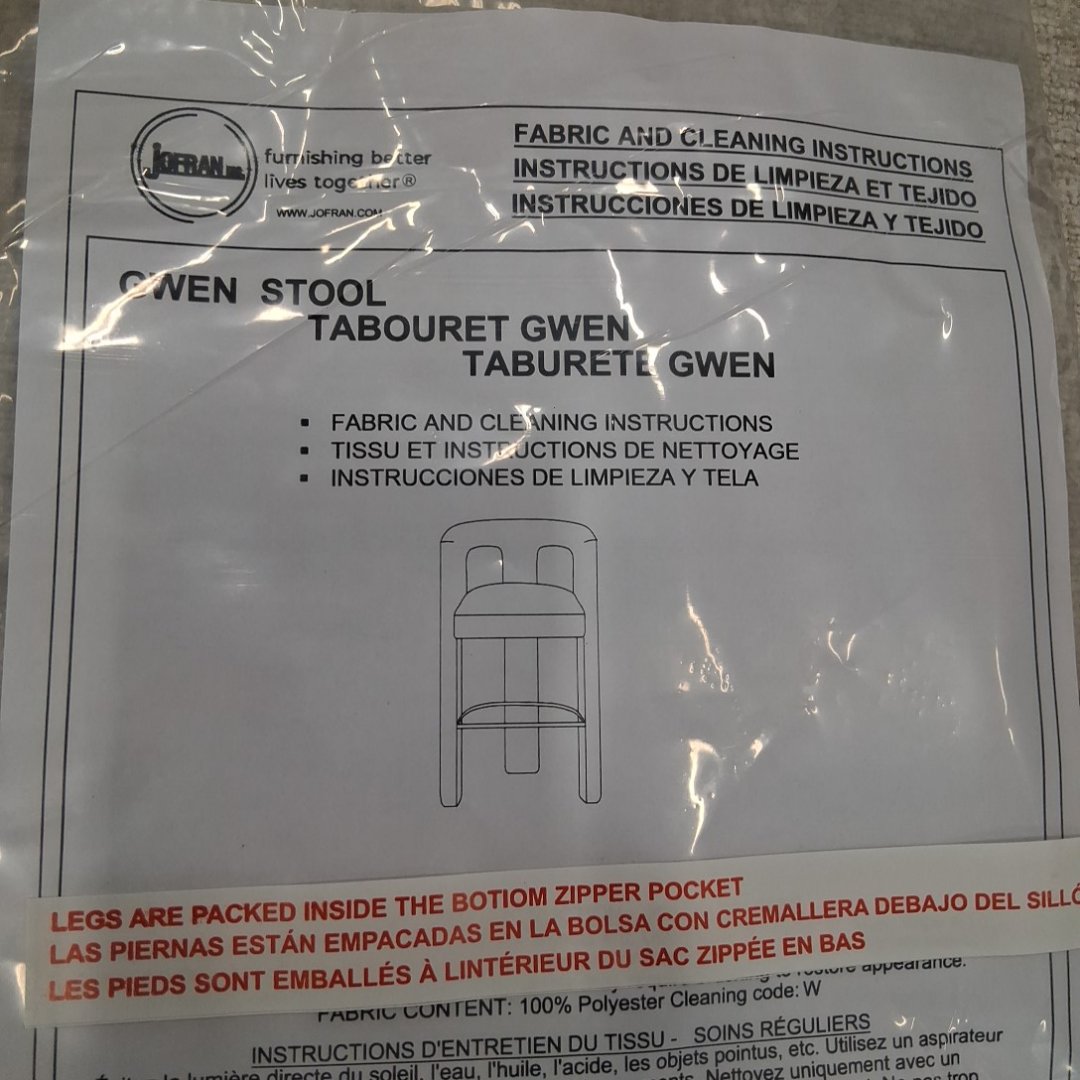 JOFRAN INC.
furnishing better
lives together®
WWW.JOFRAN.COM
FABRIC AND CLEANING INSTRUCTIONS
INSTRUCTIONS DE LIMPIEZA ET TEJIDO
INSTRUCCIONES DE LIMPIEZA Y TEJIDO
GWEN STOOL
TABOURET GWEN
TABURETE GWEN
▪ FABRIC AND CLEANING INSTRUCTIONS
▪ TISSU ET INSTRUCTIONS DE NETTOYAGE
▪ INSTRUCCIONES DE LIMPIEZA Y TELA
LEGS ARE PACKED INSIDE THE BOTIOM ZIPPER POCKET
LAS PIERNAS ESTÁN EMPACADAS EN LA BOLSA CON CREMALLERA DEBAJO DEL SILLÓ
LES PIEDS SONT EMBALLÉS À LINTÉRIEUR DU SAC ZIPPÉE EN BAS
to restore appearance.
FABRIC CONTENT: 100% Polyester Cleaning code: W
INSTRUCTIONS D'ENTRETIEN DU TISSU - SOINS RÉGULIERS
lumière directe du soleil, l'eau, l'huile, l'acide, les objets pointus, etc. Utilisez un aspirateur
Nettoyez uniquement avec un